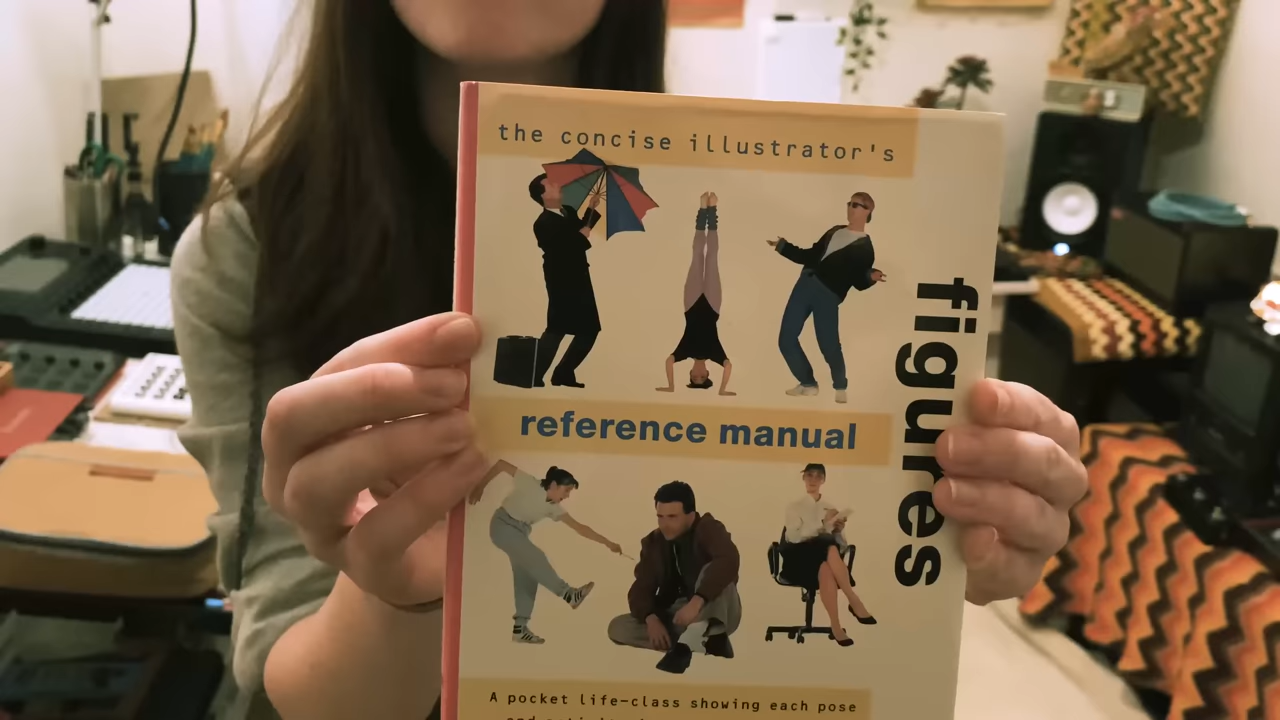 the concise illustrator's
figures
reference manual
A pocket life-class showing each pose